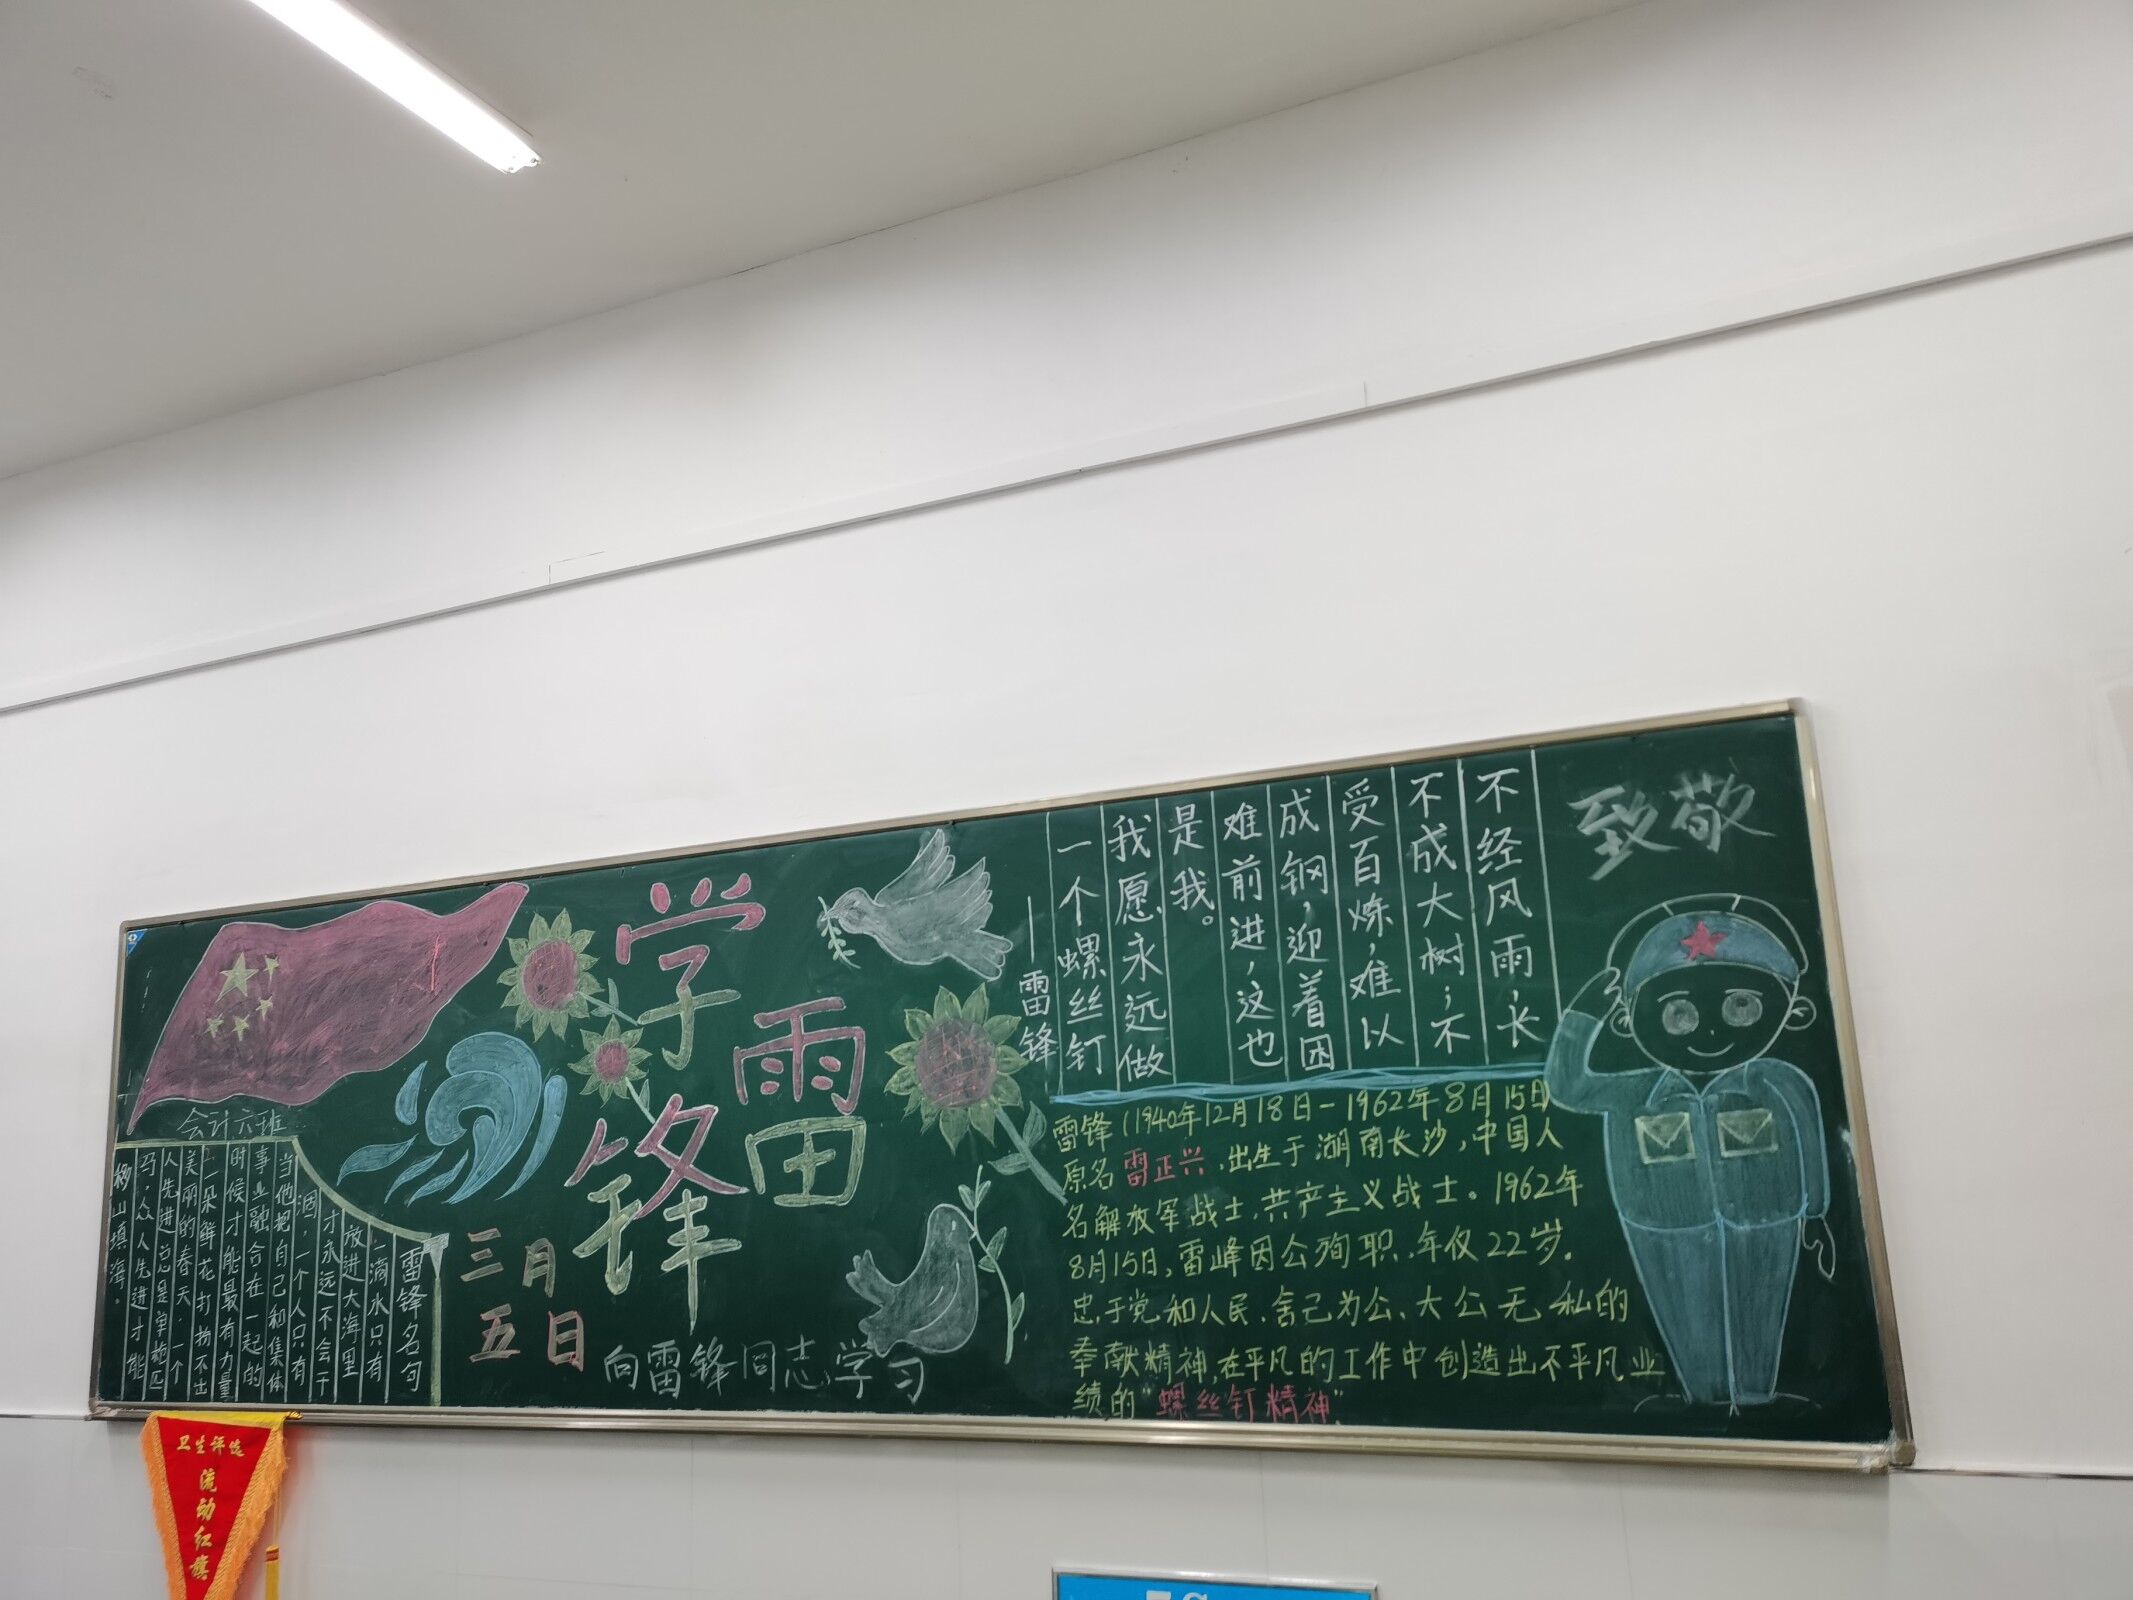 会计六班
雷锋名句
一滴水只有
放进大海里
才永远不会干
涸，一个人只有
当他把自己和集体
事业融合在一起的
时候才能最有力量
一朵鲜花打扮不出
美丽的春天，一个
人先进总是单枪匹
马，众人先进才能
移山填海。
学
雷
锋
三月
五日
向雷锋同志学习
不经风雨，长
不成大树；不
受百炼，难以
成钢，迎着困
难前进，这也
是我。
我愿永远做
一个螺丝钉
——雷锋
雷锋（1940年12月18日－1962年8月15日
原名雷正兴，出生于湖南长沙，中国人
名解放军战士，共产主义战士。1962年
8月15日，雷峰因公殉职，年仅22岁。
忠于党和人民、舍己为公、大公无私的
奉献精神，在平凡的工作中创造出不平凡业
绩的"螺丝钉精神"
致敬
卫生评选
流动红旗